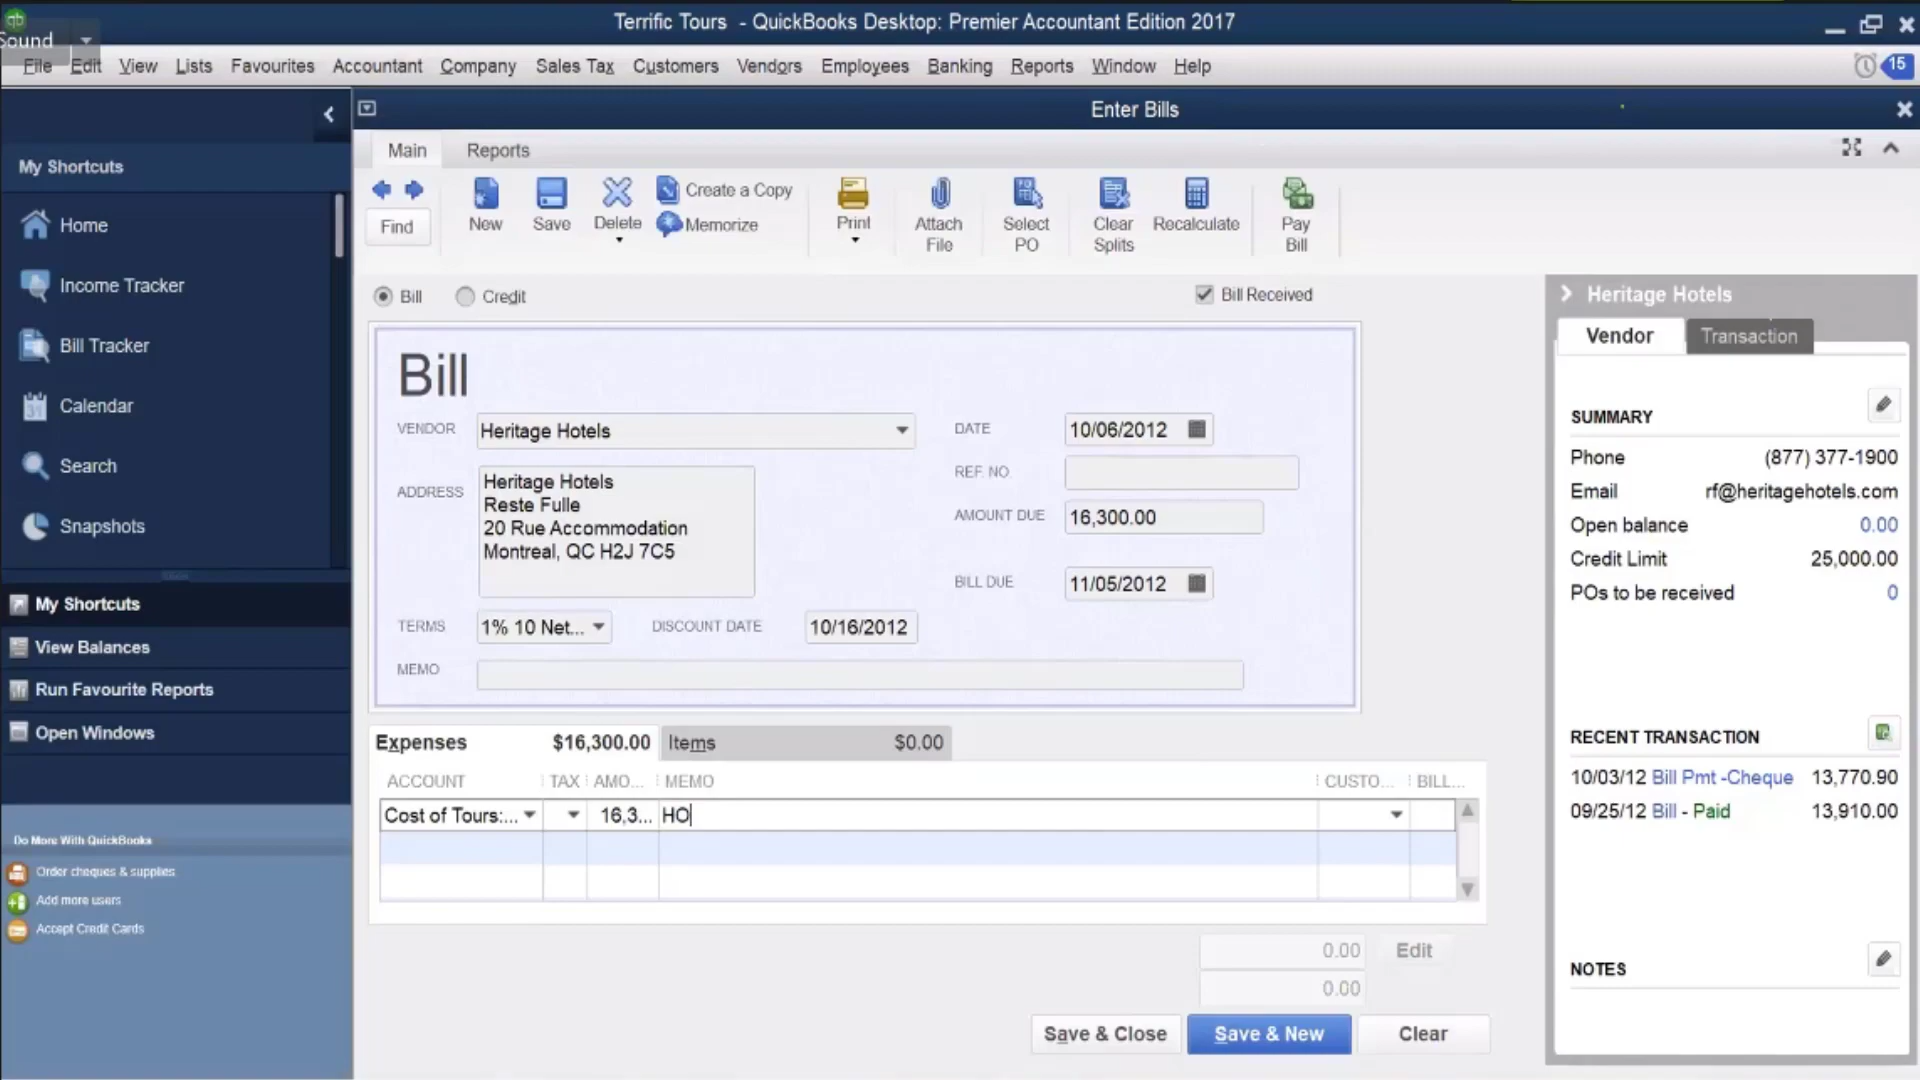 Terrific Tours - QuickBooks Desktop: Premier Accountant Edition 2017
qb
Sound
File Edit View Lists Favourites Accountant Company Sales Tax Customers Vendors Employees Banking Reports Window Help
15
Enter Bills
Main Reports
My Shortcuts
Home
Income Tracker
Bill Tracker
Calendar
Search
Snapshots
My Shortcuts
View Balances
Run Favourite Reports
Open Windows
Do More With QuickBooks
Order cheques & supplies
Add more users
Accept Credit Cards
Find
New
Save
Delete
Create a Copy
Memorize
Print
Attach File
Select PO
Clear Splits
Recalculate
Pay Bill
Bill Credit
Bill Received
Bill
VENDOR Heritage Hotels
DATE 10/06/2012
ADDRESS
Heritage Hotels
Reste Fulle
20 Rue Accommodation
Montreal, QC H2J 7C5
REF. NO.
AMOUNT DUE 16,300.00
BILL DUE 11/05/2012
TERMS 1% 10 Net... DISCOUNT DATE 10/16/2012
MEMO
Expenses $16,300.00 Items $0.00
ACCOUNT TAX AMO... MEMO CUSTO... BILL...
Cost of Tours:... 16,3... HO
0.00 Edit
0.00
Save & Close Save & New Clear
Heritage Hotels
Vendor Transaction
SUMMARY
Phone (877) 377-1900
Email rf@heritagehotels.com
Open balance 0.00
Credit Limit 25,000.00
POs to be received 0
RECENT TRANSACTION
10/03/12 Bill Pmt -Cheque 13,770.90
09/25/12 Bill - Paid 13,910.00
NOTES